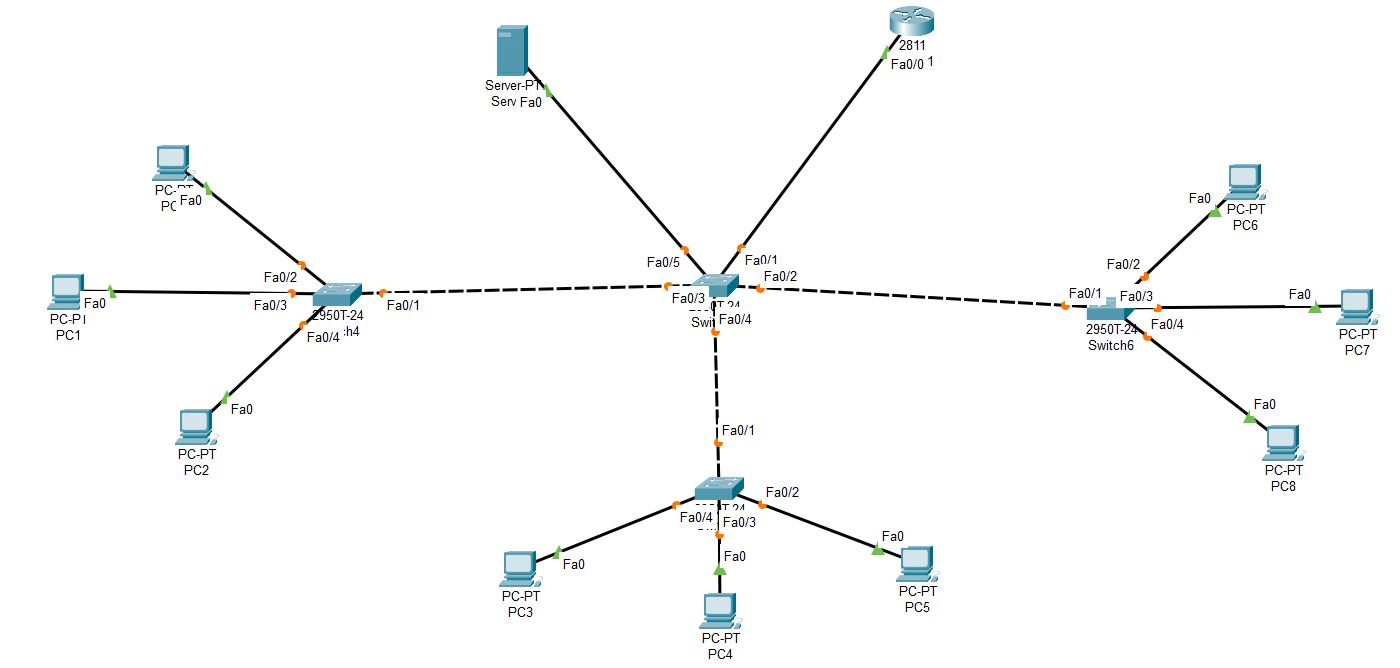 2811
Fa0/0 1
Server-PT
Serv Fa0
PC-PT
PC Fa0
Fa0
PC-PT
PC6
Fa0/5
Fa0/1
Fa0/2
Fa0/2
Fa0/3
Fa0
PC-PT
PC1
Fa0/1
2950T-24
Fa0/4
Fa0/3
Fa0/4
Fa0/2
Fa0/1
Fa0/3
Fa0/4
2950T-24
Switch6
Fa0
PC-PT
PC7
Fa0
PC-PT
PC2
Fa0
PC-PT
PC8
Fa0/1
Fa0/2
Fa0/4
Fa0/3
Fa0
PC-PT
PC3
Fa0
PC-PT
PC4
Fa0
PC-PT
PC5